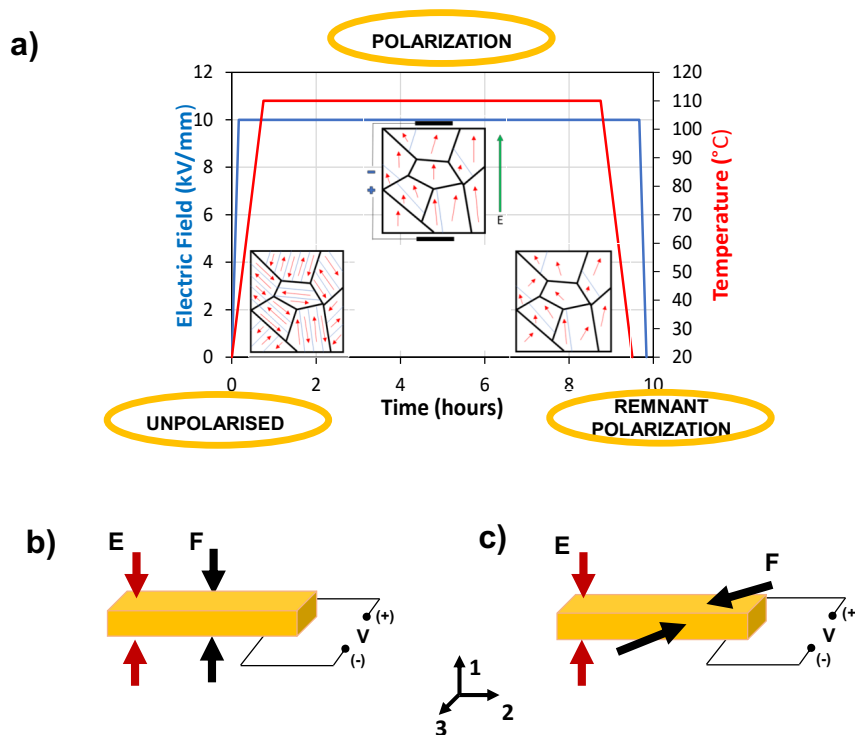 POLARIZATION
a)
12
10
8
6
4
2
0
Electric Field (kV/mm)
120
110
100
90
80
70
60
50
40
30
20
Temperature (°C)
-
+
E
0
2
4
6
8
10
Time (hours)
UNPOLARISED
REMNANT
POLARIZATION
b)
E
F
(+)
V
(-)
c)
E
F
(+)
V
(-)
1
2
3